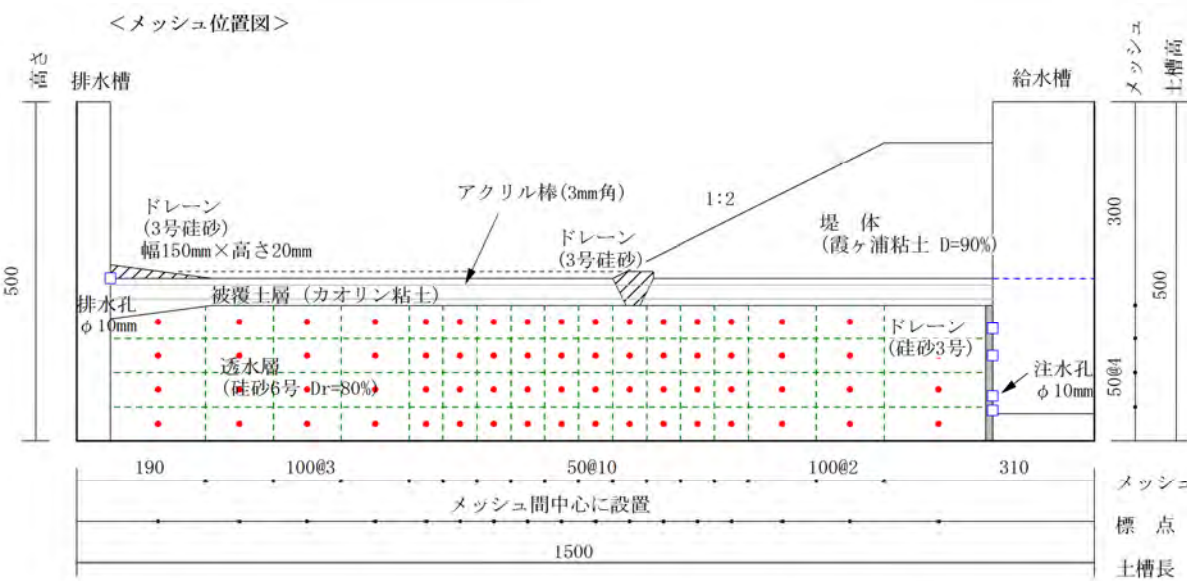 ＜メッシュ位置図＞
高さ
排水槽
給水槽
メッシュ
土槽高
アクリル棒(3mm角)
1:2
ドレーン
(3号硅砂)
幅150mm×高さ20mm
ドレーン
(3号硅砂)
堤 体
(霞ヶ浦粘土 D=90%)
300
500
500
被覆土層 (カオリン粘土)
排水孔
φ10mm
ドレーン
(硅砂3号)
透水層
(硅砂6号 Dr=80%)
注水孔
φ10mm
50@4
190
100@3
50@10
100@2
310
メッシュ
メッシュ間中心に設置
標 点
1500
土槽長